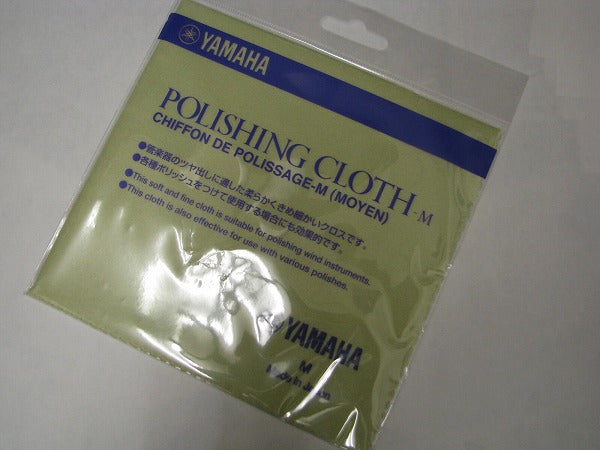 YAMAHA
POLISHING CLOTH-M
CHIFFON DE POLISSAGE-M (MOYEN)
●管楽器のツヤ出しに適した柔らかくきめ細かいクロスです。
●各種ポリッシュをつけて使用する場合にも効果的です。
●This soft and fine cloth is suitable for polishing wind instruments.
●This cloth is also effective for use with various polishes.
YAMAHA
M
Made in Japan